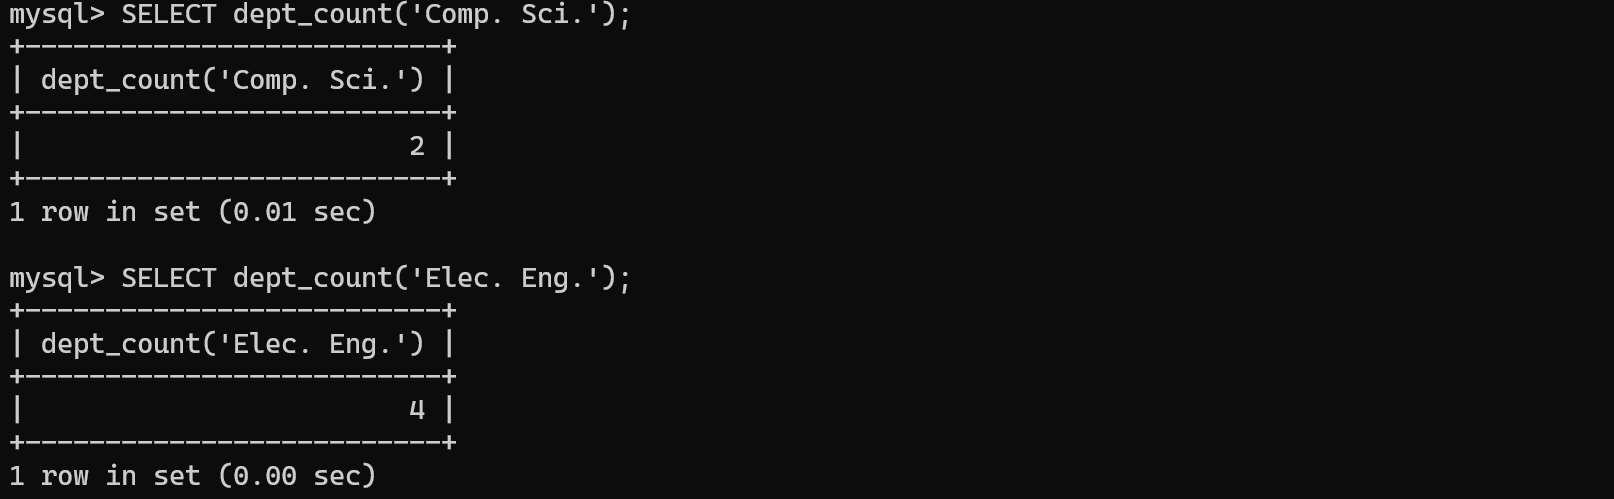 mysql> SELECT dept_count('Comp. Sci.');
+--------------------------+
| dept_count('Comp. Sci.') |
+--------------------------+
|                        2 |
+--------------------------+
1 row in set (0.01 sec)

mysql> SELECT dept_count('Elec. Eng.');
+--------------------------+
| dept_count('Elec. Eng.') |
+--------------------------+
|                        4 |
+--------------------------+
1 row in set (0.00 sec)